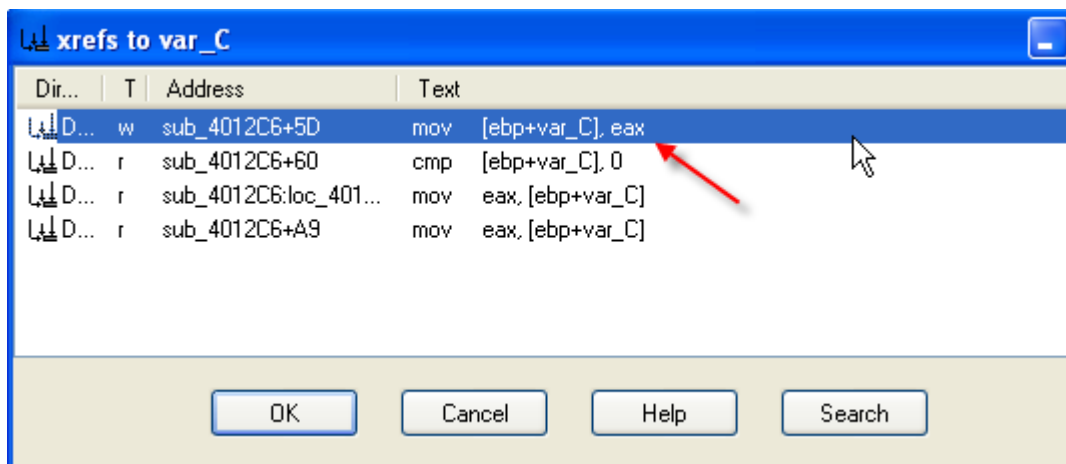 xrefs to var_C
Dir... T Address Text
D... w sub_4012C6+5D mov [ebp+var_C], eax
D... r sub_4012C6+60 cmp [ebp+var_C], 0
D... r sub_4012C6:loc_401... mov eax, [ebp+var_C]
D... r sub_4012C6+A9 mov eax, [ebp+var_C]
OK Cancel Help Search